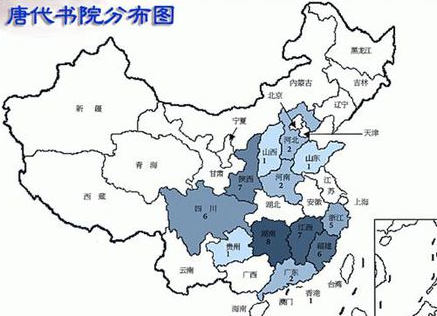 唐代书院分布图
黑龙江
内蒙古
吉林
辽宁
北京
新疆
宁夏
天津
河北
2
山西
1
山东
1
青海
甘肃
陕西
7
河南
2
江苏
西藏
四川
6
湖北
安徽
上海
浙江
5
湖南
8
江西
7
贵州
1
福建
6
云南
广西
广东
2
台湾
香港
1
澳门
海南